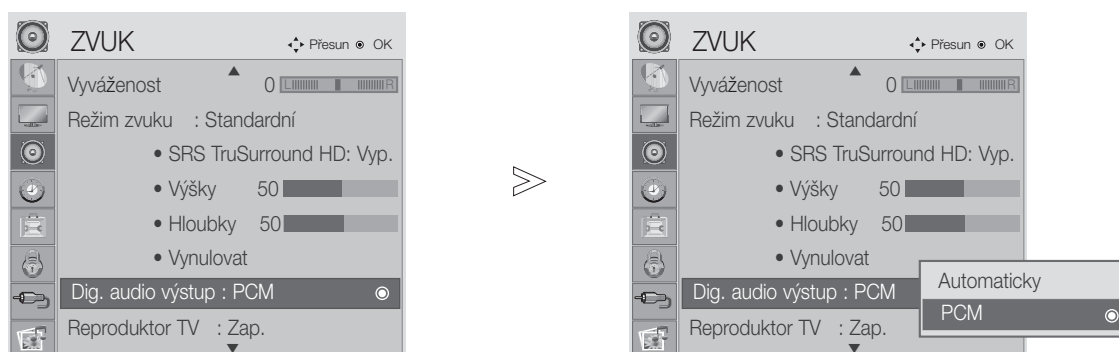 ZVUK
Přesun OK
Vyváženost 0 L R
Režim zvuku : Standardní
• SRS TruSurround HD: Vyp.
• Výšky 50
• Hloubky 50
• Vynulovat
Dig. audio výstup : PCM
Reproduktor TV : Zap.
ZVUK
Přesun OK
Vyváženost 0 L R
Režim zvuku : Standardní
• SRS TruSurround HD: Vyp.
• Výšky 50
• Hloubky 50
• Vynulovat
Dig. audio výstup : PCM
Reproduktor TV : Zap.
Automaticky
PCM